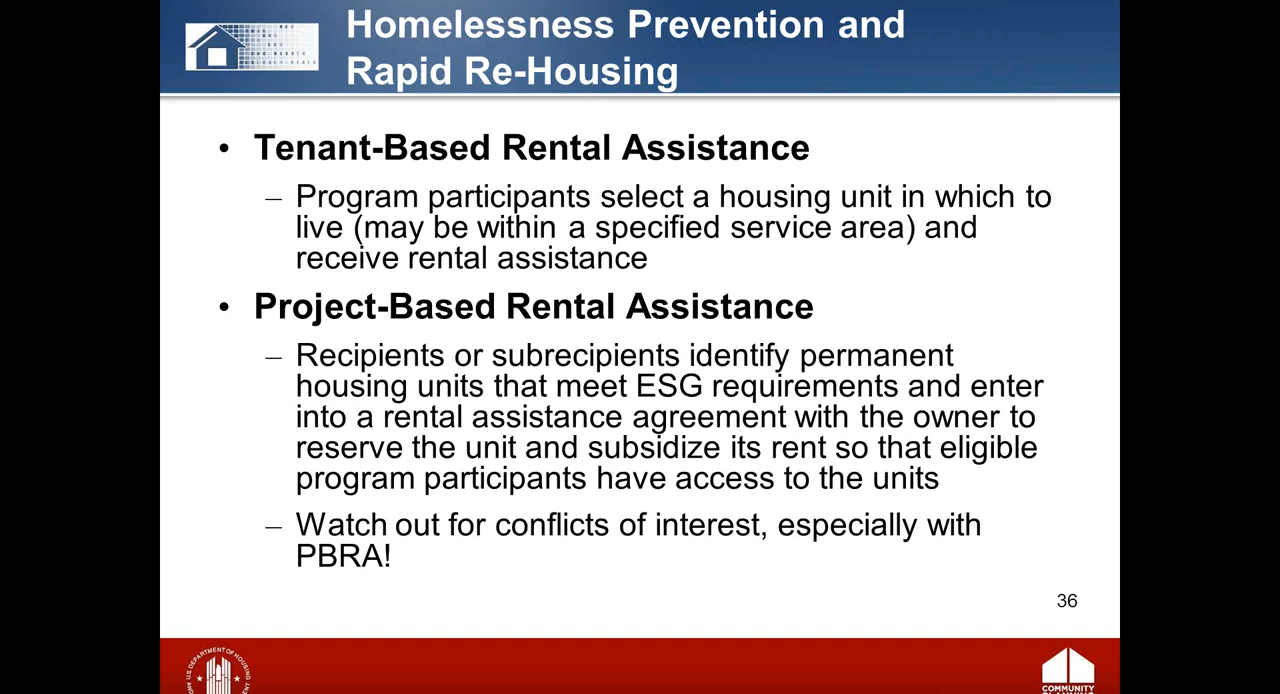 Homelessness Prevention and
Rapid Re-Housing
• Tenant-Based Rental Assistance
– Program participants select a housing unit in which to
live (may be within a specified service area) and
receive rental assistance
• Project-Based Rental Assistance
– Recipients or subrecipients identify permanent
housing units that meet ESG requirements and enter
into a rental assistance agreement with the owner to
reserve the unit and subsidize its rent so that eligible
program participants have access to the units
– Watch out for conflicts of interest, especially with
PBRA!
36
U.S. DEPARTMENT OF HOUSING
COMMUNITY
PLANNING